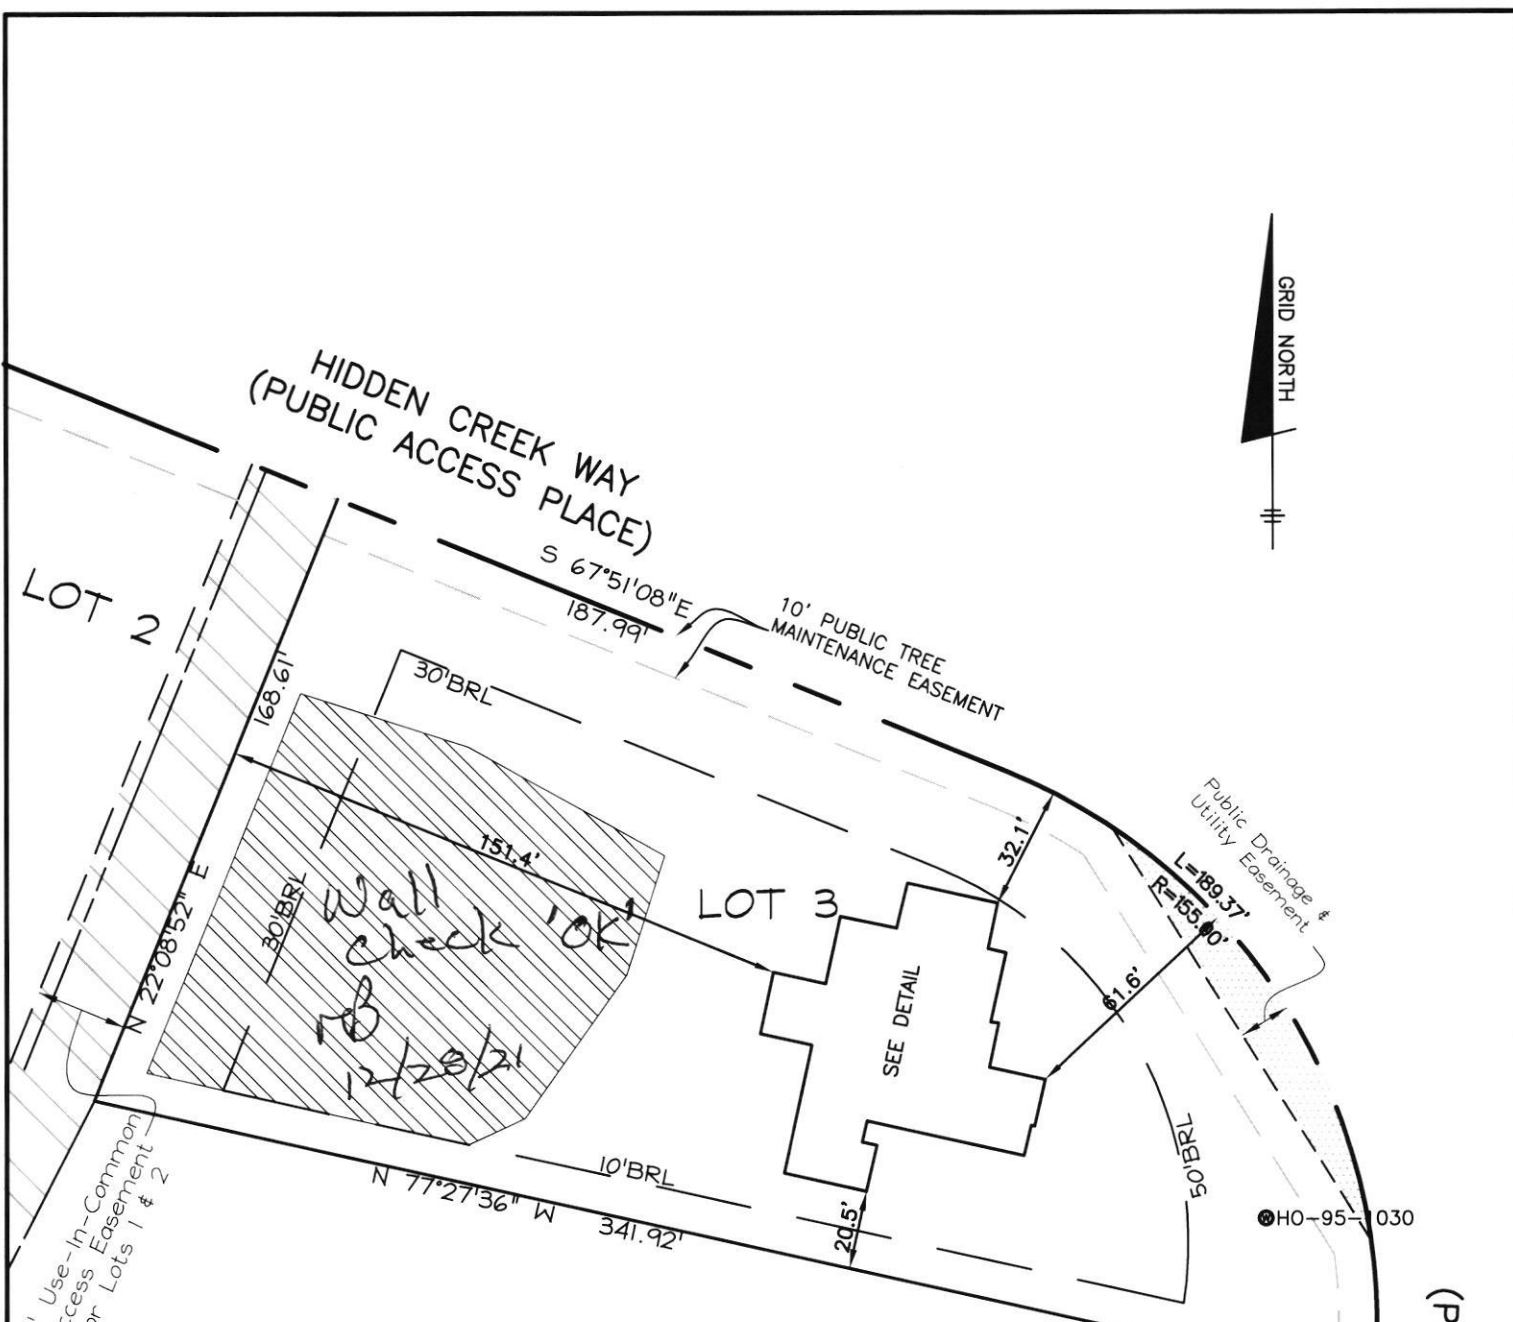 GRID NORTH
HIDDEN CREEK WAY
(PUBLIC ACCESS PLACE)
S 67°51'08"E
187.99'
10' PUBLIC TREE
MAINTENANCE EASEMENT
LOT 2
168.61'
30'BRL
Public Drainage &
Utility Easement
L=189.37'
R=155.00'
32.1'
151.4'
LOT 3
30'BRL
Wall
check 'OK'
12/28/21
N 22°08'52" E
SEE DETAIL
61.6'
50'BRL
10'BRL
N 77°27'36" W
341.92'
20.5'
HO-95-1030
Use-In-Common
Easement
Lots 1 & 2
(P